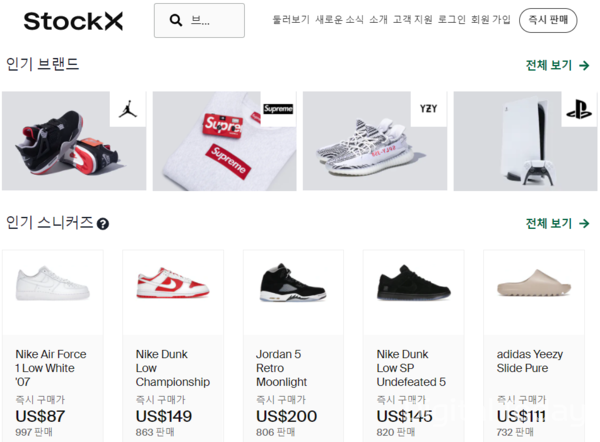 StockX
브...
둘러보기 새로운 소식 소개 고객 지원 로그인 회원 가입 즉시 판매
인기 브랜드 전체 보기 →
Supreme
YZY
Supreme
Supreme
인기 스니커즈 ? 전체 보기 →
Nike Air Force
1 Low White
'07
즉시 구매가
US$87
997 판매
Nike Dunk
Low
Championship
즉시 구매가
US$149
863 판매
Jordan 5
Retro
Moonlight
즉시 구매가
US$200
806 판매
Nike Dunk
Low SP
Undefeated 5
즉시 구매가
US$145
820 판매
adidas Yeezy
Slide Pure
즉시 구매가
US$111
732 판매